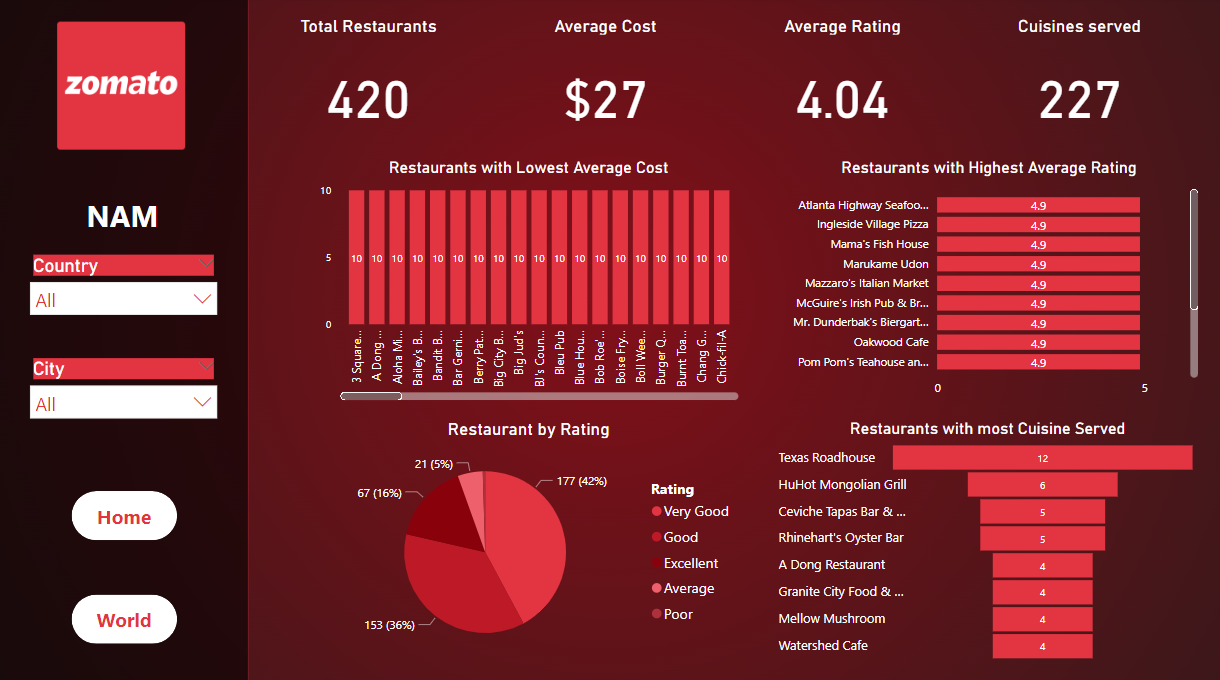 zomato
NAM
Country
All
City
All
Home
World
Total Restaurants
420
Average Cost
$27
Average Rating
4.04
Cuisines served
227
Restaurants with Lowest Average Cost
10
5
0
10 10 10 10 10 10 10 10 10 10 10 10 10 10 10 10 10 10 10
3 Square...
A Dong ...
Aloha Mi...
Bailey's B...
Bandit B...
Bar Gerni...
Berry Pat...
Big City B...
Big Jud's
BJ's Coun...
Bleu Pub
Blue Hou...
Bob Roe'...
Boise Fry...
Boll Wee...
Burger Q...
Burnt Toa...
Chang G...
Chick-fil-A
Restaurants with Highest Average Rating
Atlanta Highway Seafoo... 4.9
Ingleside Village Pizza 4.9
Mama's Fish House 4.9
Marukame Udon 4.9
Mazzaro's Italian Market 4.9
McGuire's Irish Pub & Br... 4.9
Mr. Dunderbak's Biergart... 4.9
Oakwood Cafe 4.9
Pom Pom's Teahouse an... 4.9
0 5
Restaurant by Rating
21 (5%)
67 (16%)
177 (42%)
153 (36%)
Rating
Very Good
Good
Excellent
Average
Poor
Restaurants with most Cuisine Served
Texas Roadhouse 12
HuHot Mongolian Grill 6
Ceviche Tapas Bar & ... 5
Rhinehart's Oyster Bar 5
A Dong Restaurant 4
Granite City Food & ... 4
Mellow Mushroom 4
Watershed Cafe 4